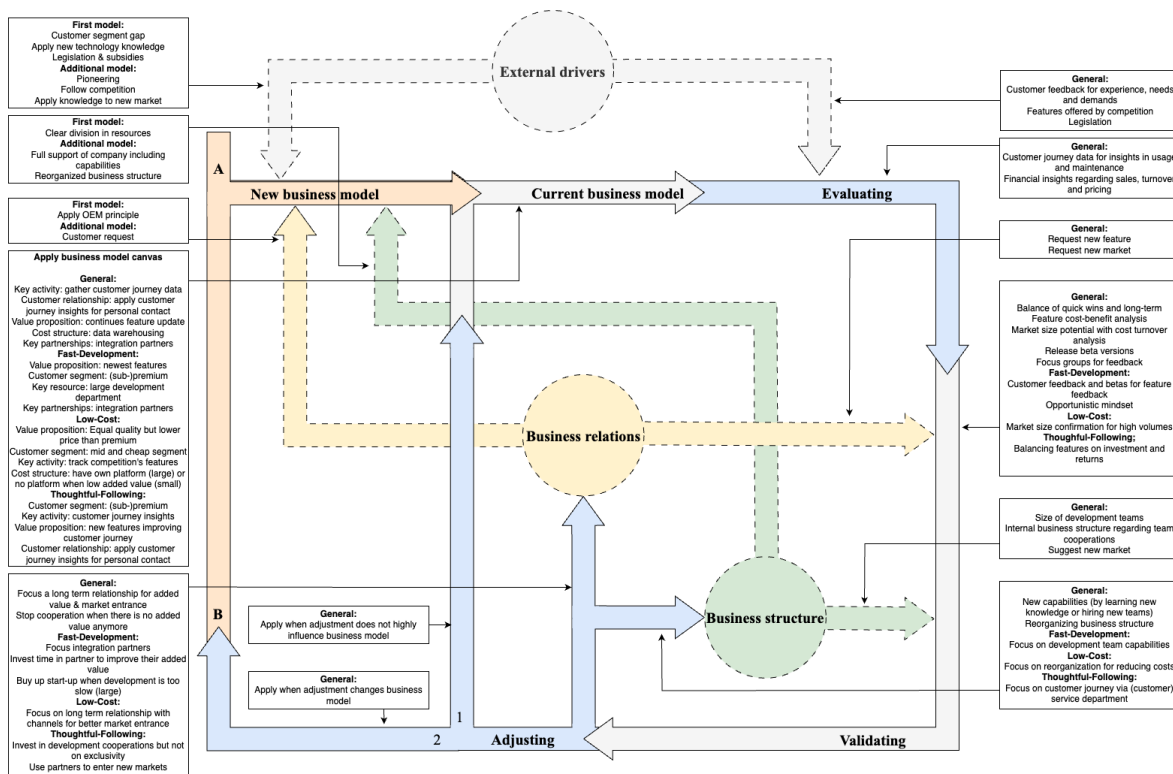 First model:
Customer segment gap
Apply new technology knowledge
Legislation & subsidies
Additional model:
Pioneering
Follow competition
Apply knowledge to new market
First model:
Clear division in resources
Additional model:
Full support of company including
capabilities
Reorganized business structure
First model:
Apply OEM principle
Additional model:
Customer request
Apply business model canvas
General:
Key activity: gather customer journey data
Customer relationship: apply customer
journey insights for personal contact
Value proposition: continues feature update
Cost structure: data warehousing
Key partnerships: integration partners
Fast-Development:
Value proposition: newest features
Customer segment: (sub-)premium
Key resource: large development
department
Key partnerships: integration partners
Low-Cost:
Value proposition: Equal quality but lower
price than premium
Customer segment: mid and cheap segment
Key activity: track competition's features
Cost structure: have own platform (large) or
no platform when low added value (small)
Thoughtful-Following:
Customer segment: (sub-)premium
Key activity: customer journey insights
Value proposition: new features improving
customer journey
Customer relationship: apply customer
journey insights for personal contact
General:
Focus a long term relationship for added
value & market entrance
Stop cooperation when there is no added
value anymore
Fast-Development:
Focus integration partners
Invest time in partner to improve their added
value
Buy up start-up when development is too
slow (large)
Low-Cost:
Focus on long term relationship with
channels for better market entrance
Thoughtful-Following:
Invest in development cooperations but not
on exclusivity
Use partners to enter new markets
External drivers
A
New business model
Current business model
Evaluating
Business relations
Business structure
B
General:
Apply when adjustment does not highly
influence business model
General:
Apply when adjustment changes business
model
1
2
Adjusting
Validating
General:
Customer feedback for experience, needs
and demands
Features offered by competition
Legislation
General:
Customer journey data for insights in usage
and maintenance
Financial insights regarding sales, turnover
and pricing
General:
Request new feature
Request new market
General:
Balance of quick wins and long-term
Feature cost-benefit analysis
Market size potential with cost turnover
analysis
Release beta versions
Focus groups for feedback
Fast-Development:
Customer feedback and betas for feature
feedback
Opportunistic mindset
Low-Cost:
Market size confirmation for high volumes
Thoughtful-Following;
Balancing features on investment and
returns
General:
Size of development teams
Internal business structure regarding team
cooperations
Suggest new market
General:
New capabilities (by learning new
knowledge or hiring new teams)
Reorganizing business structure
Fast-Development:
Focus on development team capabilities
Low-Cost:
Focus on reorganization for reducing costs
Thoughtful-Following:
Focus on customer journey via (customer)
service department